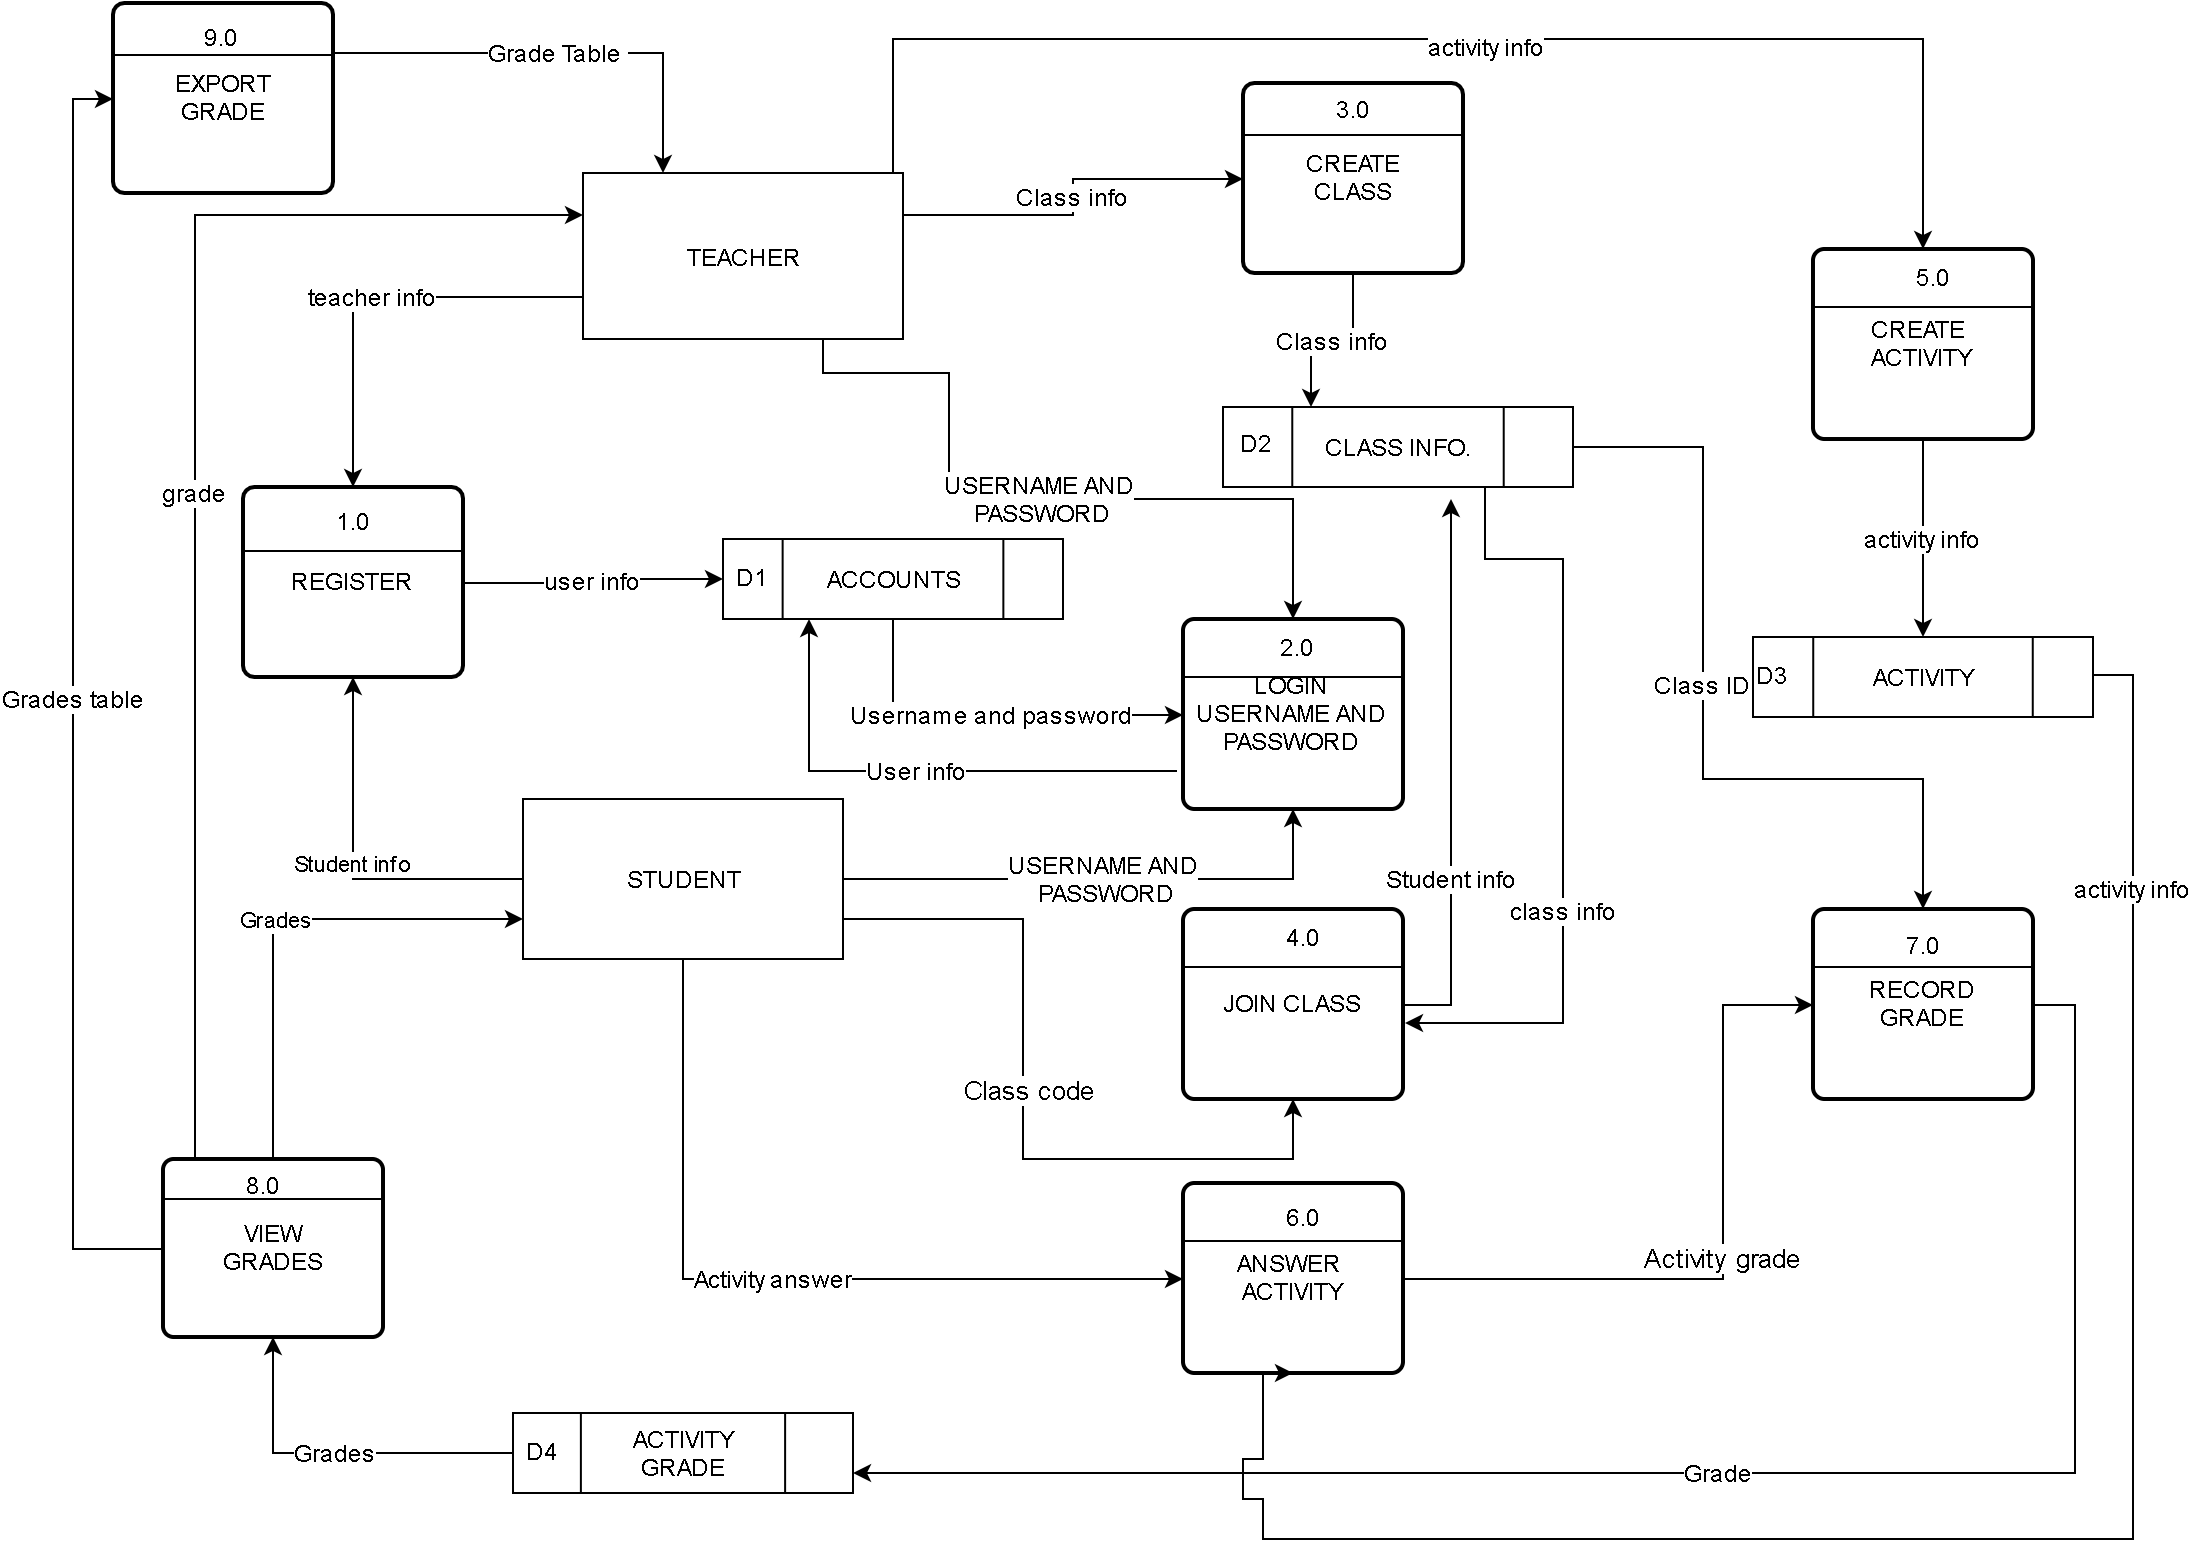 9.0
EXPORT
GRADE
Grade Table
activity info
3.0
CREATE
CLASS
Class info
TEACHER
5.0
CREATE
ACTIVITY
teacher info
Class info
D2
CLASS INFO.
grade
USERNAME AND
PASSWORD
1.0
REGISTER
user info
D1
ACCOUNTS
activity info
2.0
LOGIN
USERNAME AND
PASSWORD
Grades table
Username and password
Class ID
D3
ACTIVITY
User info
Student info
STUDENT
USERNAME AND
PASSWORD
Student info
activity info
Grades
class info
4.0
JOIN CLASS
7.0
RECORD
GRADE
Class code
8.0
VIEW
GRADES
6.0
ANSWER
ACTIVITY
Activity answer
Activity grade
Grades
D4
ACTIVITY
GRADE
Grade